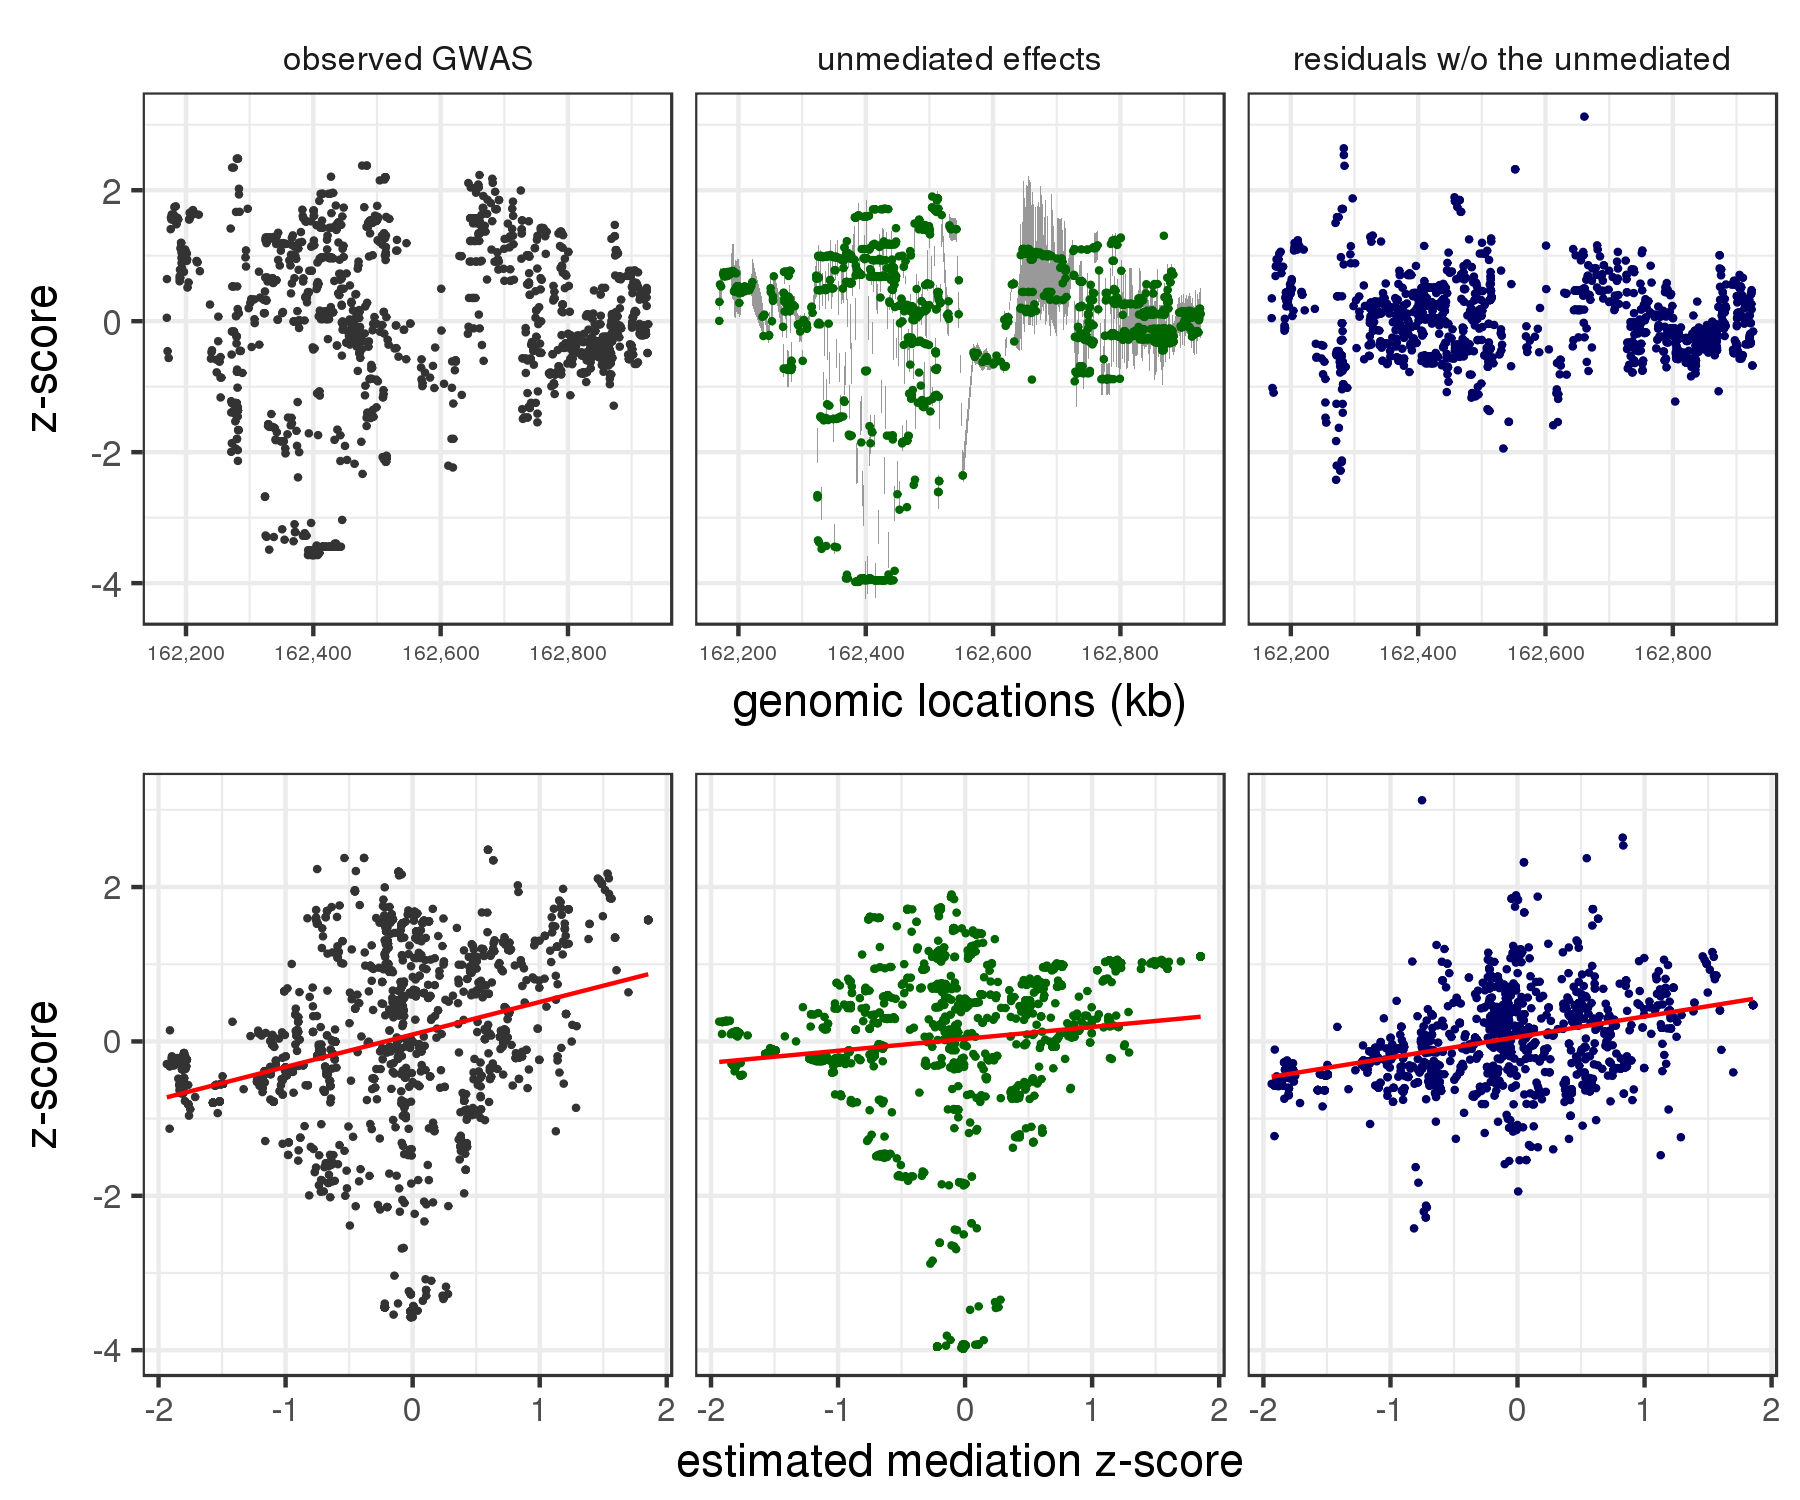 observed GWAS unmediated effects residuals w/o the unmediated
z-score
2
0
-2
-4
162,200 162,400 162,600 162,800 162,200 162,400 162,600 162,800 162,200 162,400 162,600 162,800
genomic locations (kb)
z-score
2
0
-2
-4
-2 -1 0 1 2 -2 -1 0 1 2 -2 -1 0 1 2
estimated mediation z-score